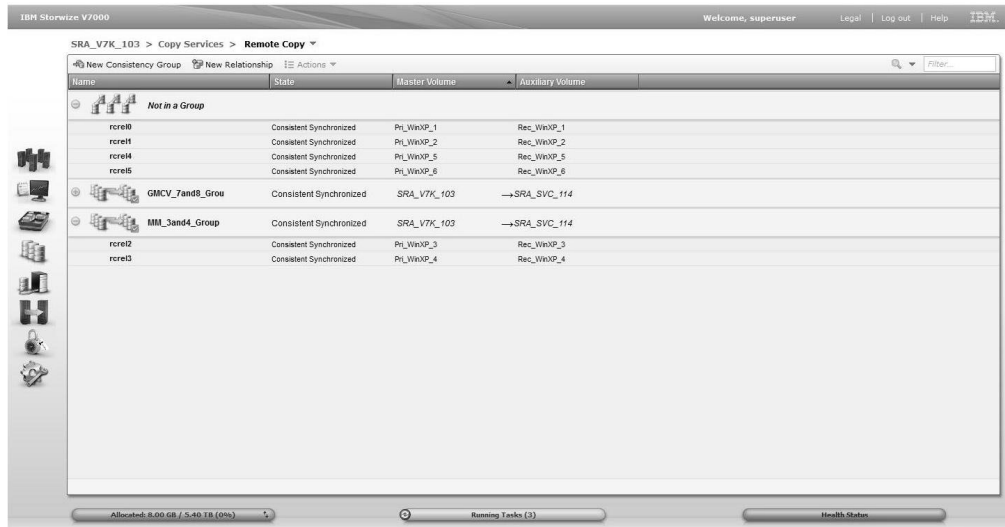 IBM Storwize V7000 Welcome, superuser Legal | Log out | Help IBM.
SRA_V7K_103 > Copy Services > Remote Copy
New Consistency Group New Relationship Actions Filter...
Name State Master Volume Auxiliary Volume
Not in a Group
rcrel0 Consistent Synchronized Pri_WinXP_1 Rec_WinXP_1
rcrel1 Consistent Synchronized Pri_WinXP_2 Rec_WinXP_2
rcrel4 Consistent Synchronized Pri_WinXP_5 Rec_WinXP_5
rcrel5 Consistent Synchronized Pri_WinXP_6 Rec_WinXP_6
GMCV_7and8_Grou Consistent Synchronized SRA_V7K_103 →SRA_SVC_114
MM_3and4_Group Consistent Synchronized SRA_V7K_103 →SRA_SVC_114
rcrel2 Consistent Synchronized Pri_WinXP_3 Rec_WinXP_3
rcrel3 Consistent Synchronized Pri_WinXP_4 Rec_WinXP_4
Allocated: 8.00 GB / 5.40 TB (0%) Running Tasks (3) Health Status